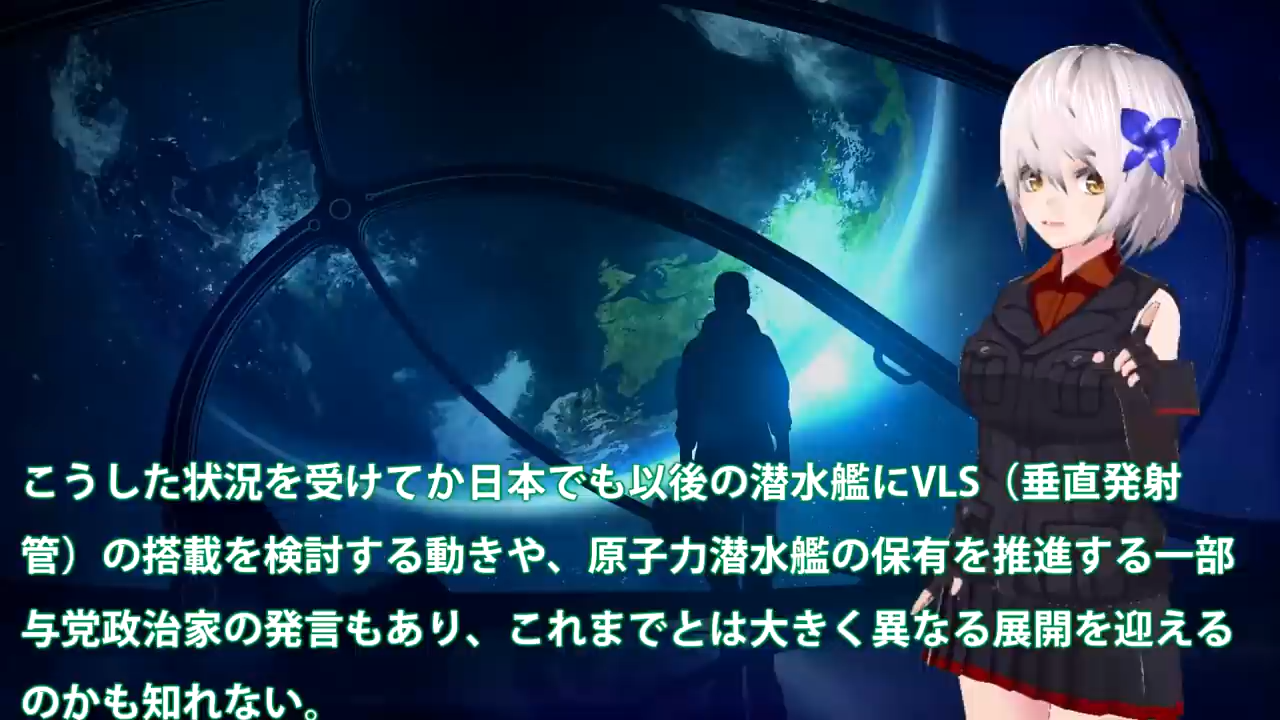 こうした状況を受けてか日本でも以後の潜水艦にVLS（垂直発射
管）の搭載を検討する動きや、原子力潜水艦の保有を推進する一部
与党政治家の発言もあり、これまでとは大きく異なる展開を迎える
のかも知れない。